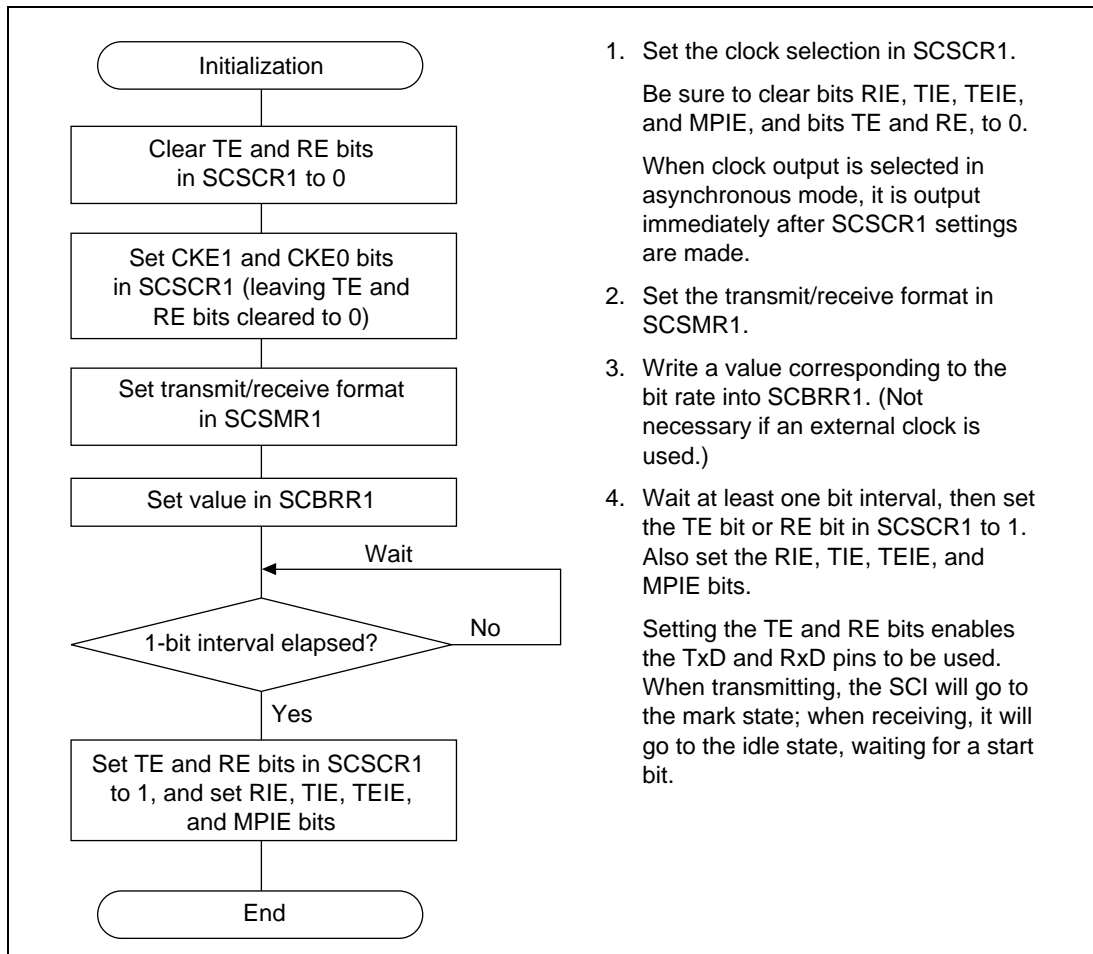 Initialization
Clear TE and RE bits
in SCSCR1 to 0
Set CKE1 and CKE0 bits
in SCSCR1 (leaving TE and
RE bits cleared to 0)
Set transmit/receive format
in SCSMR1
Set value in SCBRR1
Wait
1-bit interval elapsed?
No
Yes
Set TE and RE bits in SCSCR1
to 1, and set RIE, TIE, TEIE,
and MPIE bits
End
1. Set the clock selection in SCSCR1.
Be sure to clear bits RIE, TIE, TEIE,
and MPIE, and bits TE and RE, to 0.
When clock output is selected in
asynchronous mode, it is output
immediately after SCSCR1 settings
are made.
2. Set the transmit/receive format in
SCSMR1.
3. Write a value corresponding to the
bit rate into SCBRR1. (Not
necessary if an external clock is
used.)
4. Wait at least one bit interval, then set
the TE bit or RE bit in SCSCR1 to 1.
Also set the RIE, TIE, TEIE, and
MPIE bits.
Setting the TE and RE bits enables
the TxD and RxD pins to be used.
When transmitting, the SCI will go to
the mark state; when receiving, it will
go to the idle state, waiting for a start
bit.